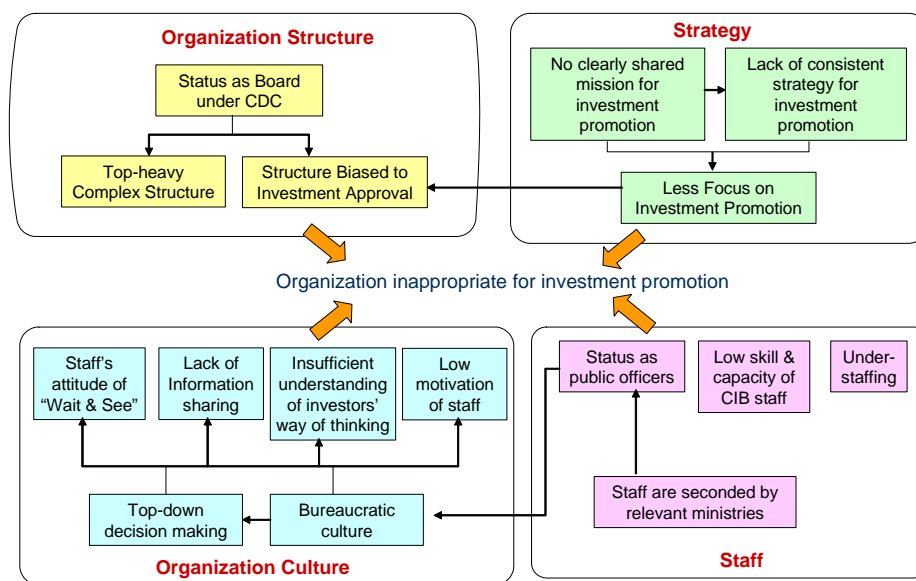 Organization Structure
Status as Board
under CDC
Top-heavy
Complex Structure
Structure Biased to
Investment Approval
Strategy
No clearly shared
mission for
investment
promotion
Lack of consistent
strategy for
investment
promotion
Less Focus on
Investment Promotion
Organization inappropriate for investment promotion
Staff’s
attitude of
“Wait & See”
Lack of
Information
sharing
Insufficient
understanding
of investors’
way of thinking
Low
motivation
of staff
Top-down
decision making
Bureaucratic
culture
Organization Culture
Status as
public officers
Low skill &
capacity of
CIB staff
Under-
staffing
Staff are seconded by
relevant ministries
Staff